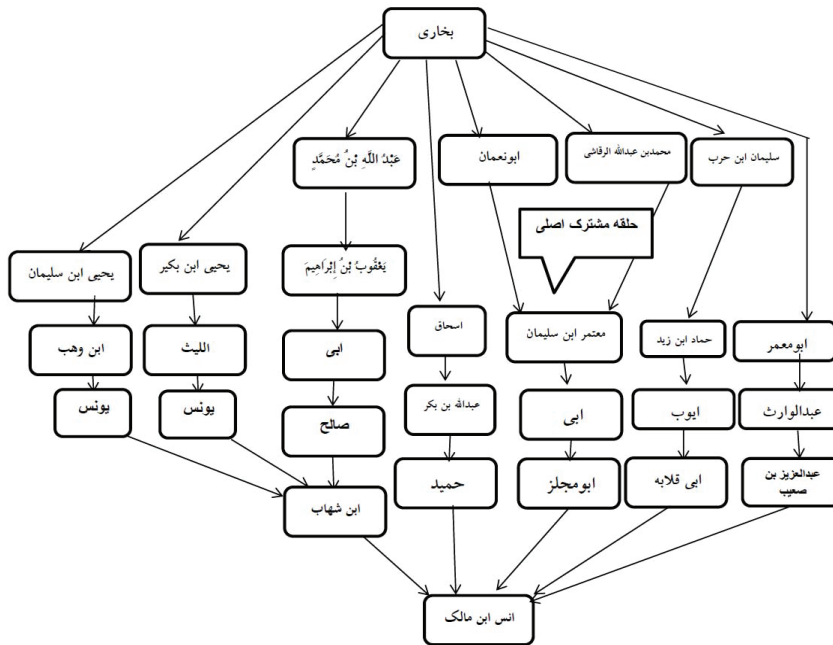 بخاری
عَبْدُ اللَّهِ بْنُ مُحَمَّدٍ
ابونعمان
محمدبن عبدالله الرقاشی
سلیمان ابن حرب
حلقه مشترک اصلی
یحیی ابن سلیمان
یحیی ابن بکیر
یَعْقُوبُ بْنُ إِبْرَاهِيمَ
اسحاق
معتمر ابن سلیمان
حماد ابن زید
ابومعمر
ابن وهب
اللیث
ابی
عبدالله بن بکر
ابی
ایوب
عبدالوارث
یونس
یونس
صالح
حمید
ابومجلز
ابی قلابه
عبدالعزیز بن
صعیب
ابن شهاب
انس ابن مالک